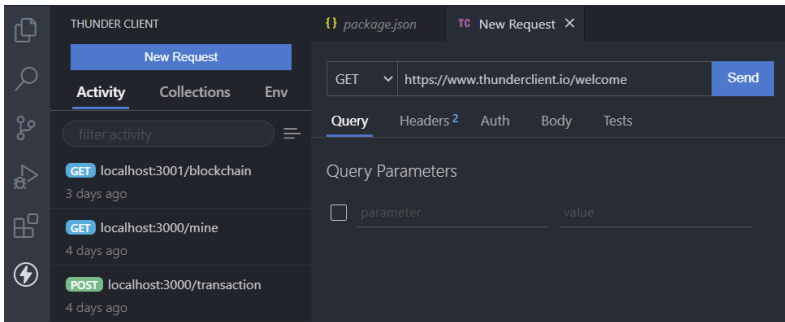 THUNDER CLIENT
New Request
Activity Collections Env
filter activity
GET localhost:3001/blockchain
3 days ago
GET localhost:3000/mine
4 days ago
POST localhost:3000/transaction
4 days ago
{} package.json TC New Request ×
GET https://www.thunderclient.io/welcome Send
Query Headers 2 Auth Body Tests
Query Parameters
parameter value